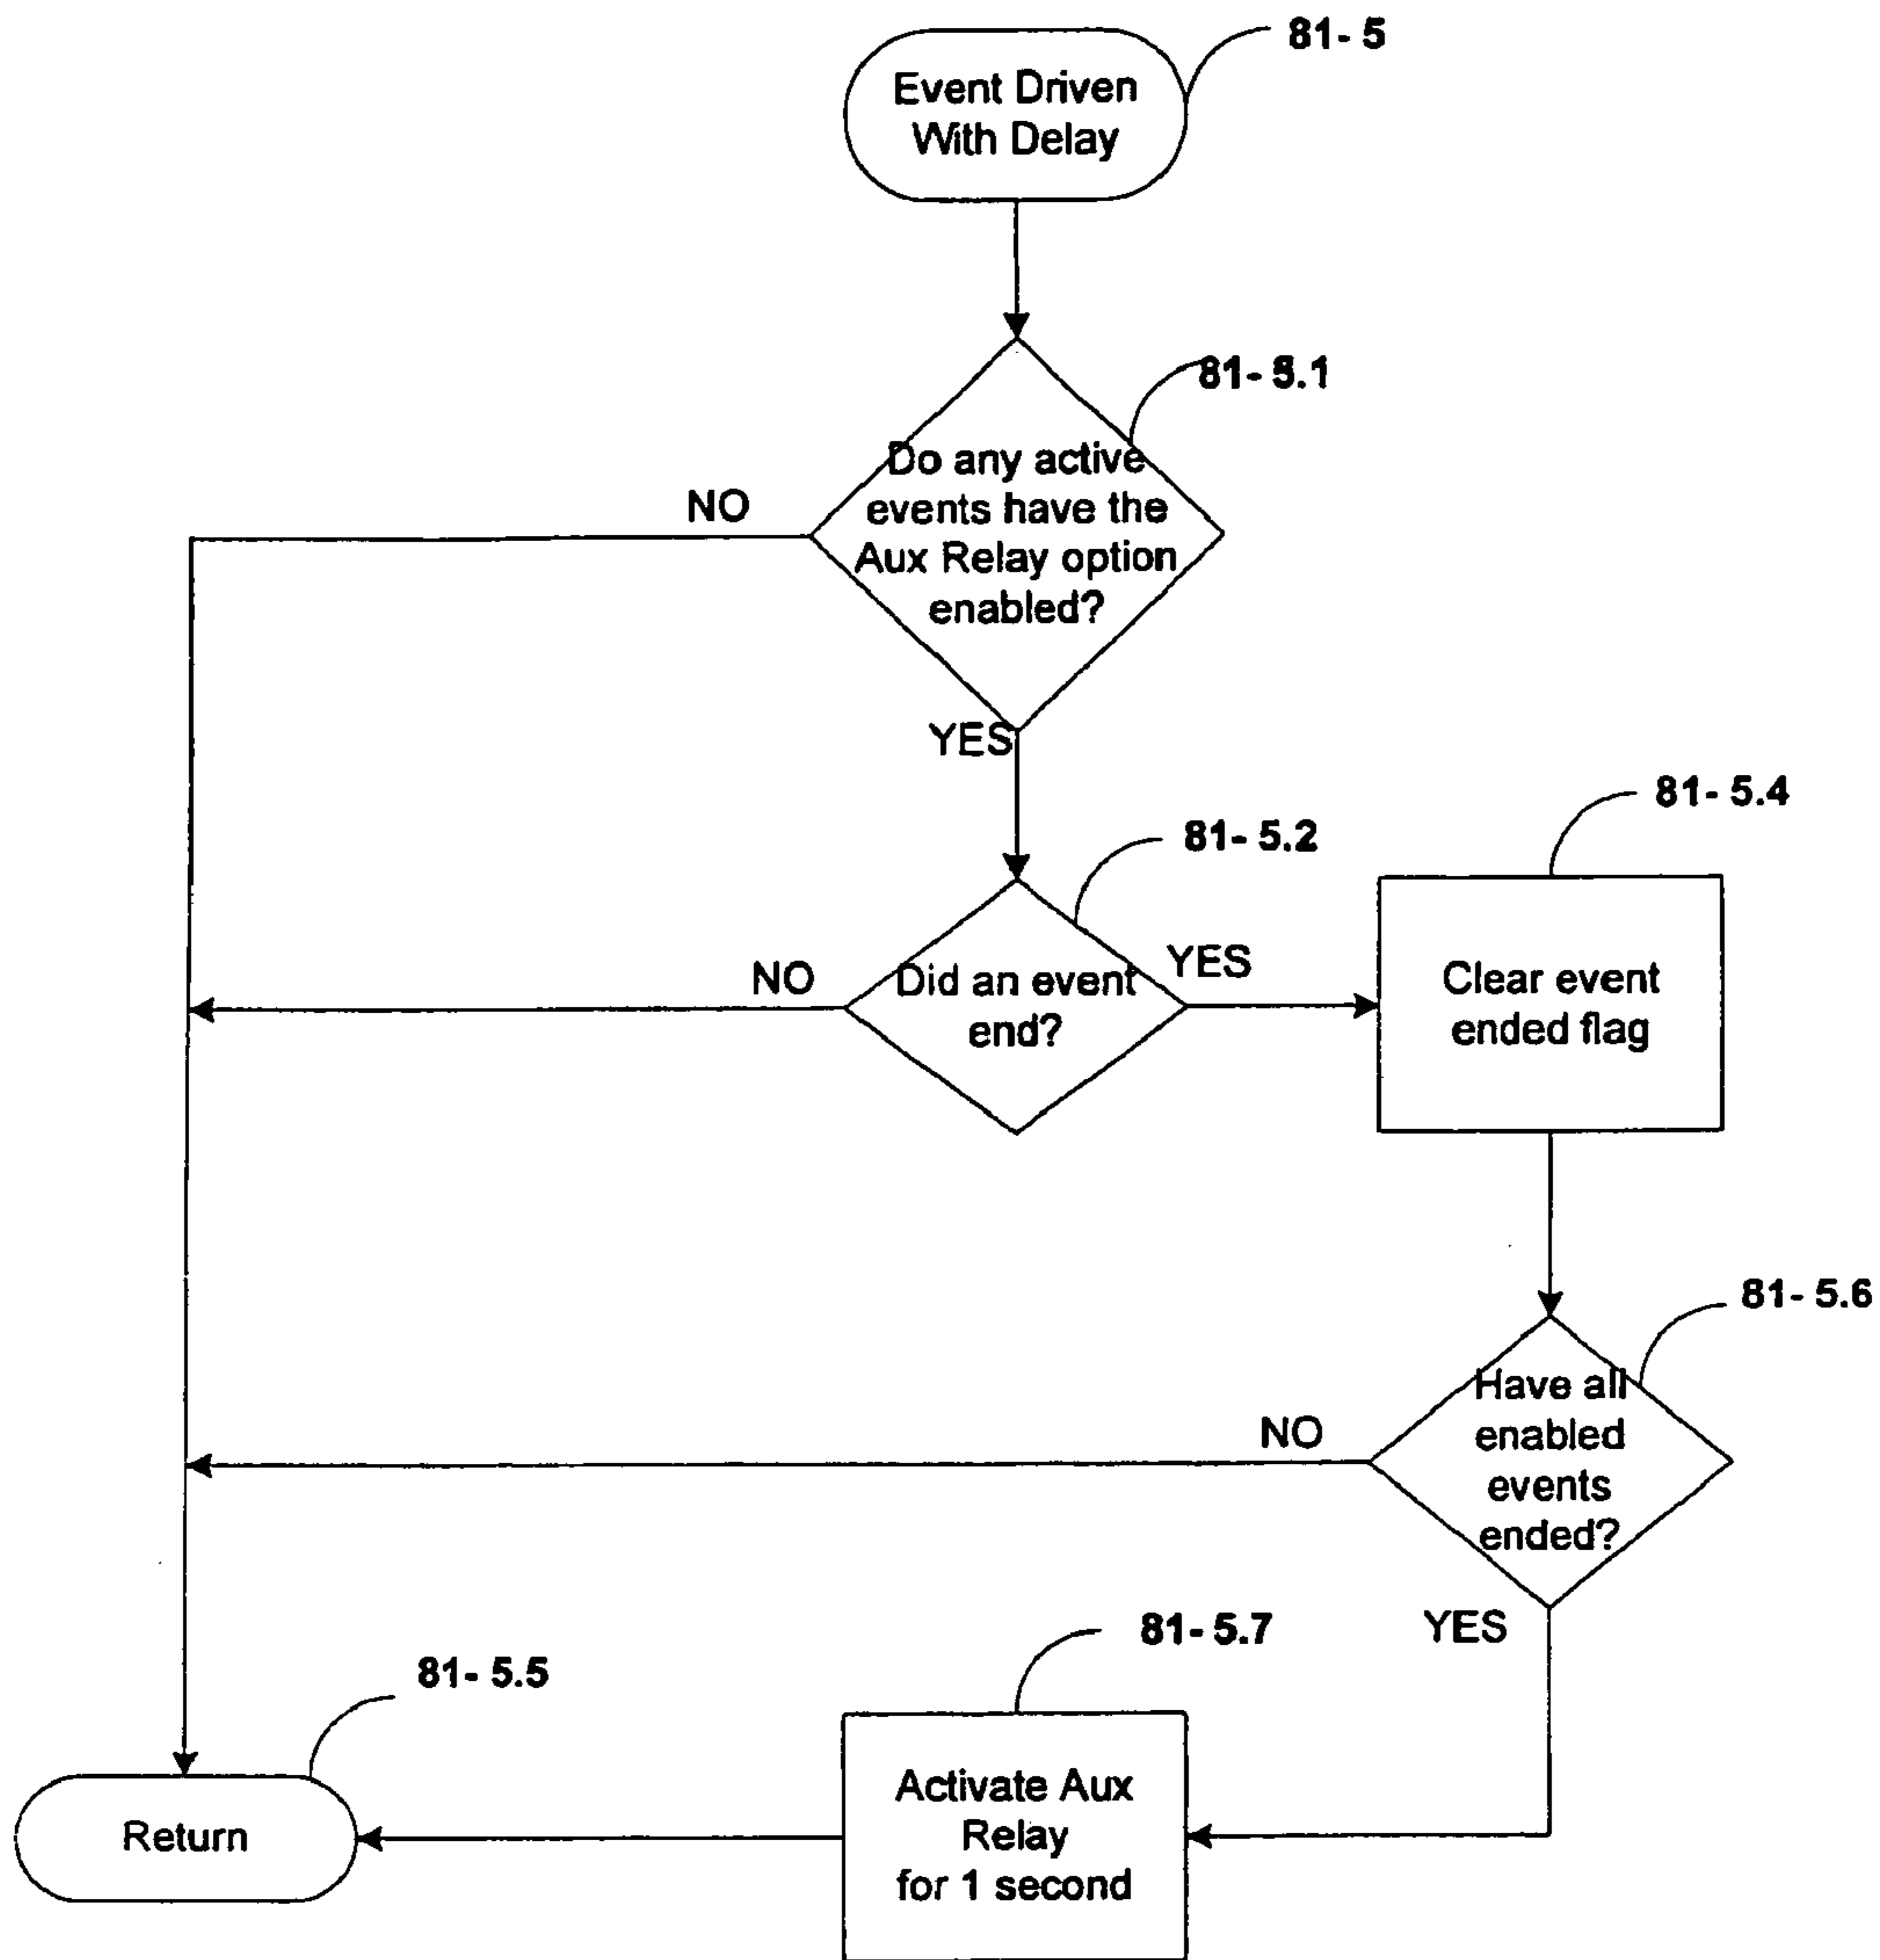 81- 5
Event Driven
With Delay
81- 5.1
Do any active
events have the
Aux Relay option
enabled?
NO
YES
81- 5.4
81- 5.2
Did an event
end?
NO
YES
Clear event
ended flag
81- 5.6
Have all
enabled
events
ended?
NO
YES
81- 5.7
81- 5.5
Activate Aux
Relay
for 1 second
Return